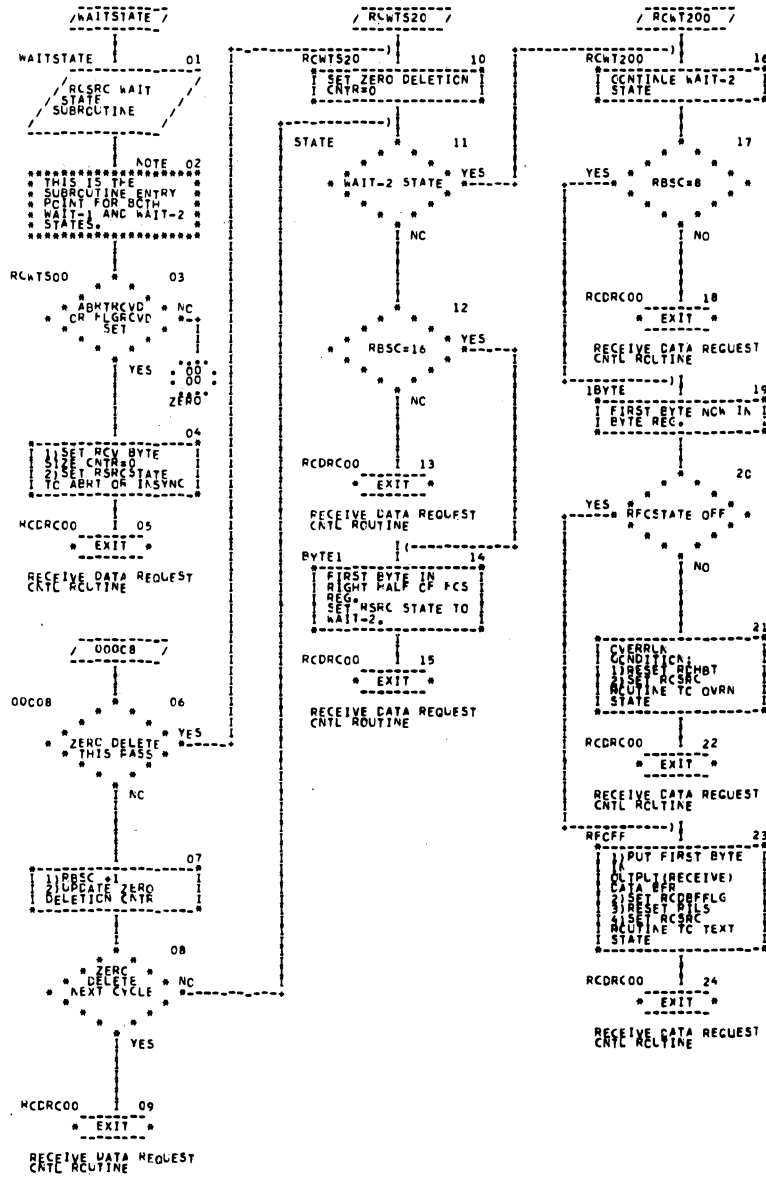 /WAITSTATE /
WAITSTATE 01
RCSRC WAIT
STATE
SUBROUTINE
NOTE 02
THIS IS THE
SUBROUTINE ENTRY
POINT FOR BOTH
WAIT-1 AND WAIT-2
STATES.
RCWTS00 03
ABRTRCVD
OR FLGRCVD
SET
NO
YES
00
00
ZERO
04
1)SET RCV BYTE
SIZE CNTR=0
2)SET RSRCSTATE
TO ABRT OR INSYNC
RCDRC00 05
* EXIT *
RECEIVE DATA REQUEST
CNTL ROUTINE
/ 000C8 /
00C08 06
ZERO DELETE
THIS PASS
YES
NO
07
1)RBSC +1
2)UPDATE ZERO
DELETION CNTR
08
ZERO
DELETE
NEXT CYCLE
NO
YES
RCDRC00 09
* EXIT *
RECEIVE DATA REQUEST
CNTL ROUTINE
/ RCWTS20 /
RCWTS20 10
SET ZERO DELETION
CNTR=0
STATE 11
WAIT-2 STATE
YES
NO
12
RBSC=16
YES
NO
RCDRC00 13
* EXIT *
RECEIVE DATA REQUEST
CNTL ROUTINE
BYTE1 14
FIRST BYTE IN
RIGHT HALF OF FCS
REG.
SET RSRC STATE TO
WAIT-2.
RCDRC00 15
* EXIT *
RECEIVE DATA REQUEST
CNTL ROUTINE
/ RCWT200 /
RCWT200 16
CONTINUE WAIT-2
STATE
17
YES
RBSC=8
NO
RCDRC00 18
* EXIT *
RECEIVE DATA REQUEST
CNTL ROUTINE
1BYTE 19
FIRST BYTE NOW IN
BYTE REG.
20
YES
RFCSTATE OFF
NO
21
OVERRUN
CONDITION:
1)RESET RCHBT
2)SET RCSRC
ROUTINE TO OVRN
STATE
RCDRC00 22
* EXIT *
RECEIVE DATA REQUEST
CNTL ROUTINE
RFCFF 23
1)PUT FIRST BYTE
IN
OUTPUT(RECEIVE)
DATA BFR
2)SET RCDBFFLG
3)RESET RILS
4)SET RCSRC
ROUTINE TO TEXT
STATE
RCDRC00 24
* EXIT *
RECEIVE DATA REQUEST
CNTL ROUTINE